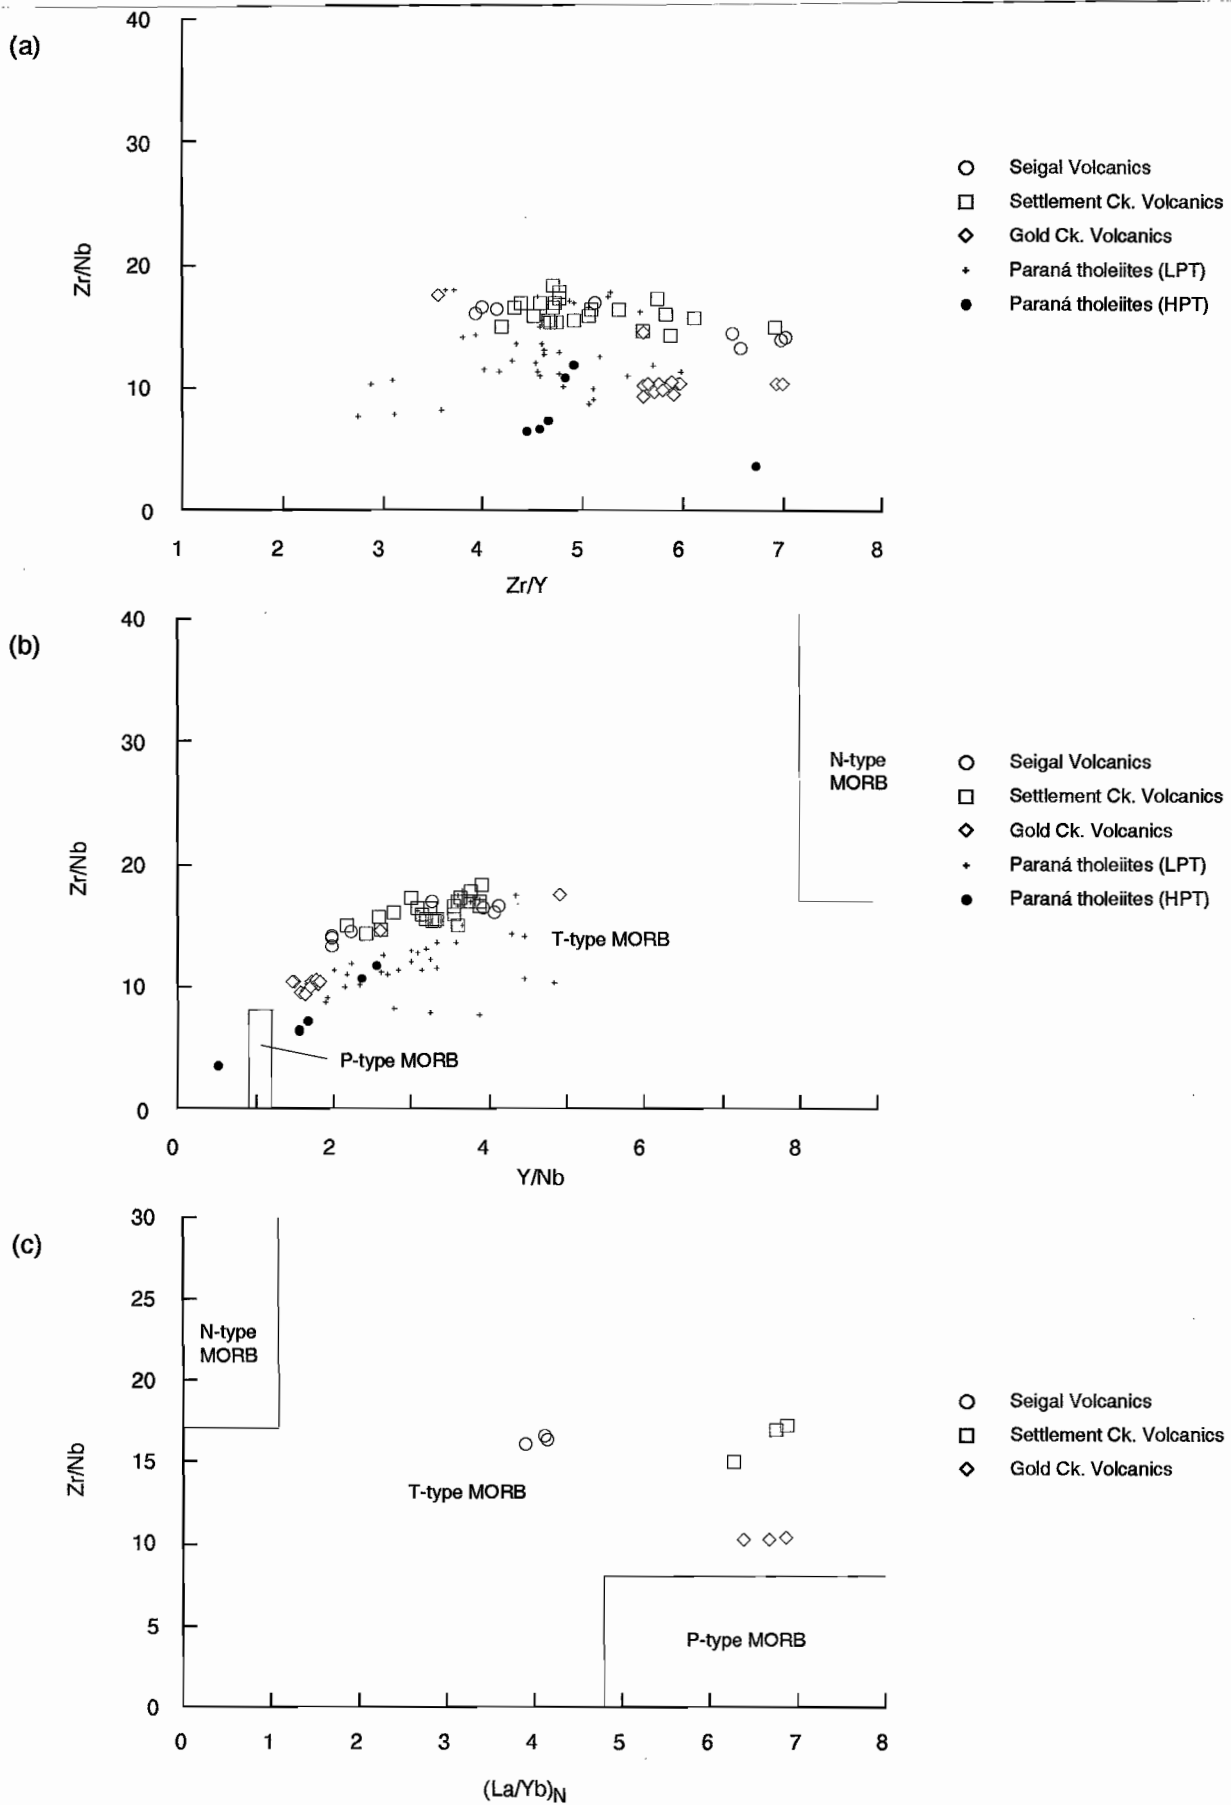 (a)
40
30
20
10
0
Zr/Nb
1 2 3 4 5 6 7 8
Zr/Y
Seigal Volcanics
Settlement Ck. Volcanics
Gold Ck. Volcanics
Paraná tholeiites (LPT)
Paraná tholeiites (HPT)
(b)
40
30
20
10
0
Zr/Nb
N-type
MORB
T-type MORB
P-type MORB
0 2 4 6 8
Y/Nb
Seigal Volcanics
Settlement Ck. Volcanics
Gold Ck. Volcanics
Paraná tholeiites (LPT)
Paraná tholeiites (HPT)
(c)
30
25
20
15
10
5
0
Zr/Nb
N-type
MORB
T-type MORB
P-type MORB
0 1 2 3 4 5 6 7 8
(La/Yb)N
Seigal Volcanics
Settlement Ck. Volcanics
Gold Ck. Volcanics